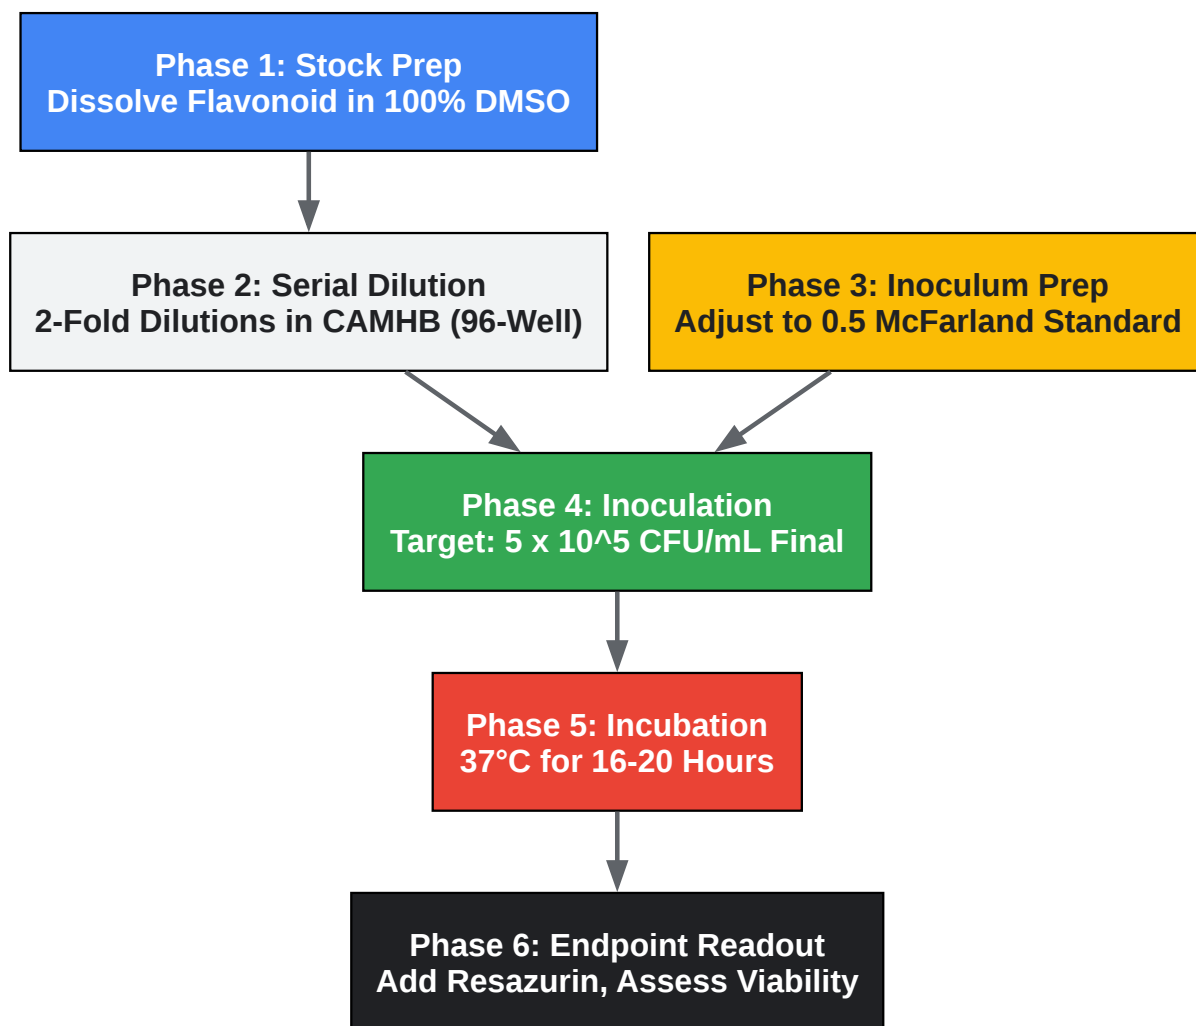 Phase 1: Stock Prep
Dissolve Flavonoid in 100% DMSO
Phase 2: Serial Dilution
2-Fold Dilutions in CAMHB (96-Well)
Phase 3: Inoculum Prep
Adjust to 0.5 McFarland Standard
Phase 4: Inoculation
Target: 5 x 10^5 CFU/mL Final
Phase 5: Incubation
37°C for 16-20 Hours
Phase 6: Endpoint Readout
Add Resazurin, Assess Viability